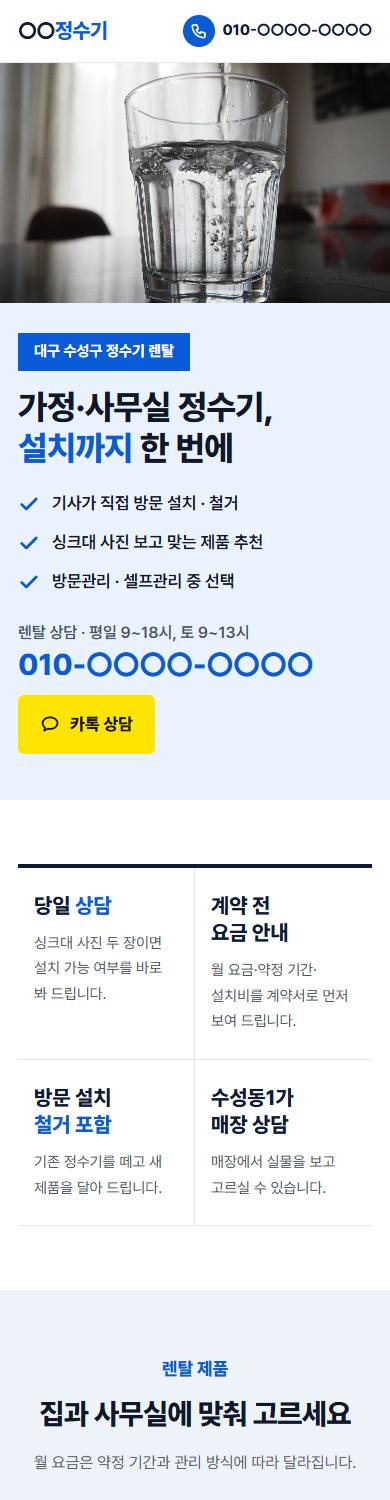 〇〇정수기
010-〇〇〇〇-〇〇〇〇
대구 수성구 정수기 렌탈
가정·사무실 정수기,
설치까지 한 번에
기사가 직접 방문 설치 · 철거
싱크대 사진 보고 맞는 제품 추천
방문관리 · 셀프관리 중 선택
렌탈 상담 · 평일 9~18시, 토 9~13시
010-〇〇〇〇-〇〇〇〇
카톡 상담
당일 상담
싱크대 사진 두 장이면
설치 가능 여부를 바로
봐 드립니다.
계약 전
요금 안내
월 요금·약정 기간·
설치비를 계약서로 먼저
보여 드립니다.
방문 설치
철거 포함
기존 정수기를 떼고 새
제품을 달아 드립니다.
수성동1가
매장 상담
매장에서 실물을 보고
고르실 수 있습니다.
렌탈 제품
집과 사무실에 맞춰 고르세요
월 요금은 약정 기간과 관리 방식에 따라 달라집니다.